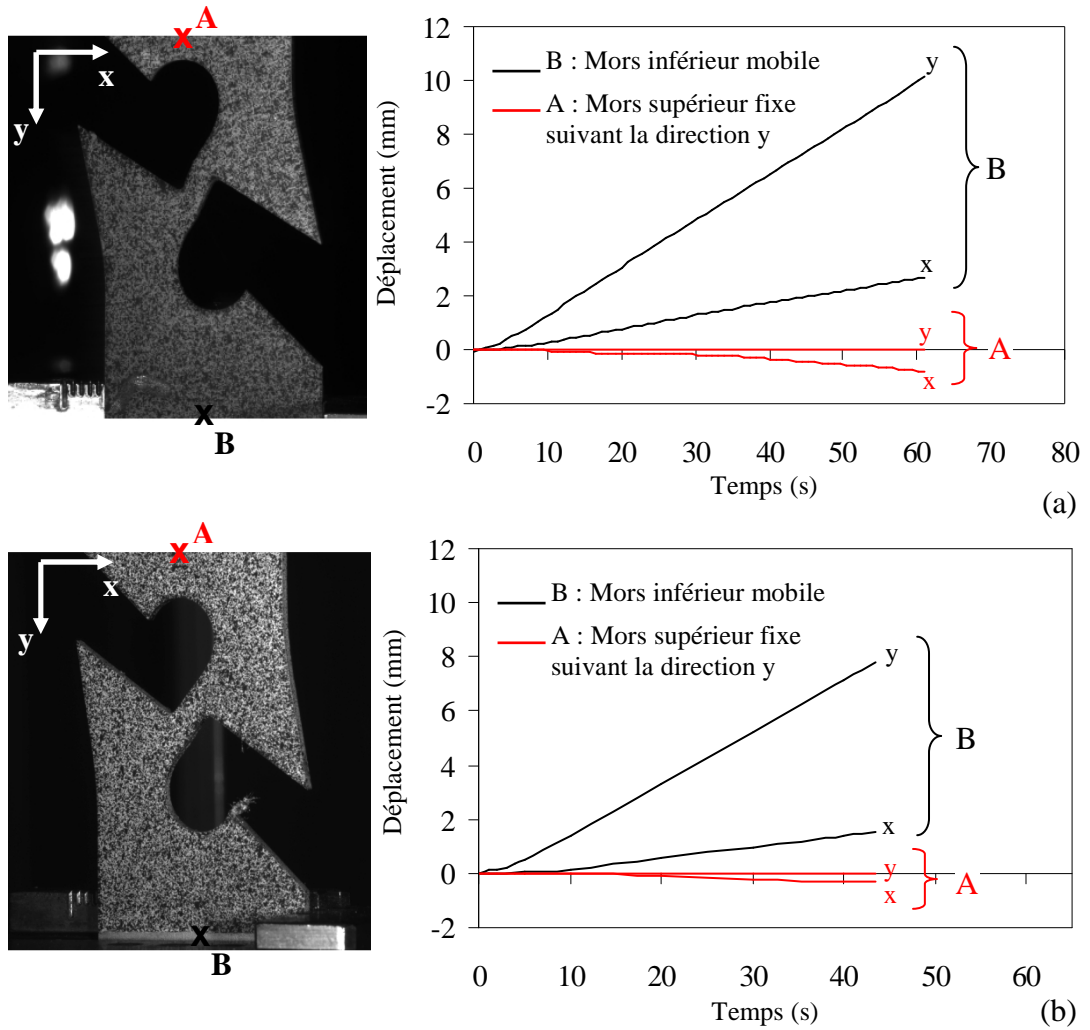 A
x
y
B
Déplacement (mm)
12
10
8
6
4
2
0
-2
B : Mors inférieur mobile
A : Mors supérieur fixe
suivant la direction y
y
B
x
y
A
x
0 10 20 30 40 50 60 70 80
Temps (s)
(a)
A
x
y
B
Déplacement (mm)
12
10
8
6
4
2
0
-2
B : Mors inférieur mobile
A : Mors supérieur fixe
suivant la direction y
y
B
x
y
A
x
0 10 20 30 40 50 60
Temps (s)
(b)